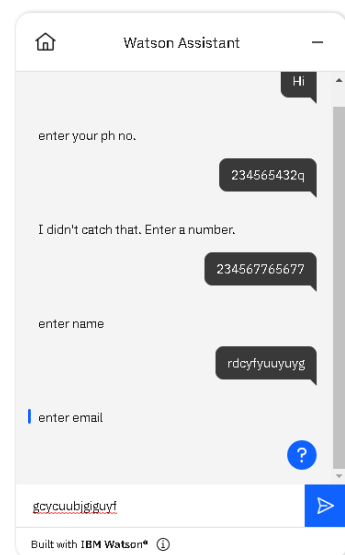 Watson Assistant
Hi
enter your ph no.
234565432q
I didn't catch that. Enter a number.
234567765677
enter name
rdcyfyuuyuyg
enter email
?
gcycuubjgiguyf
Built with IBM Watson®